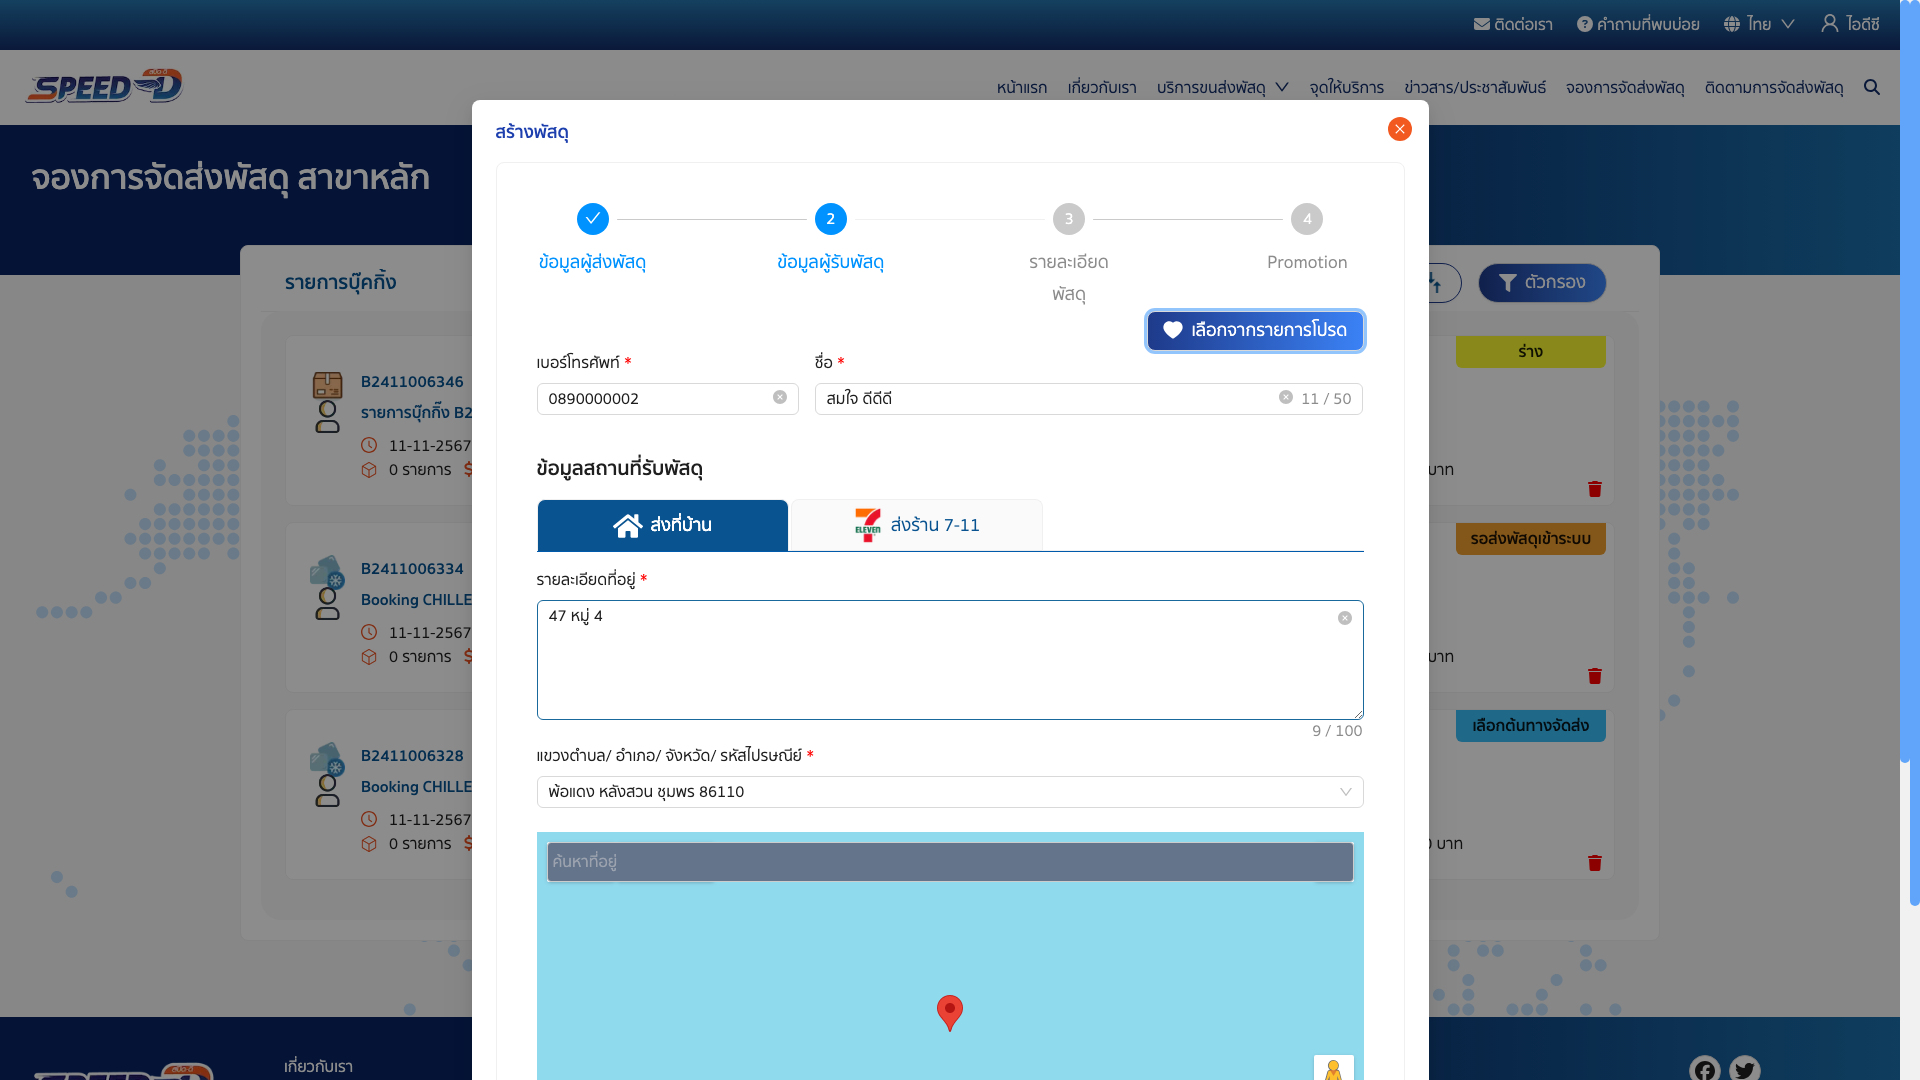 ติดต่อเรา
คำถามที่พบบ่อย
ไทย
ไอดีซี
SPEED-D
สปีด-ดี
หน้าแรก
เกี่ยวกับเรา
บริการขนส่งพัสดุ
จุดให้บริการ
ข่าวสาร/ประชาสัมพันธ์
จองการจัดส่งพัสดุ
ติดตามการจัดส่งพัสดุ
จองการจัดส่งพัสดุ สาขาหลัก
รายการบุ๊คกิ้ง
ตัวกรอง
B2411006346
รายการบุ๊กกิ๊ง B2
11-11-2567
0 รายการ
ร่าง
บาท
B2411006334
Booking CHILLE
11-11-2567
0 รายการ
รอส่งพัสดุเข้าระบบ
บาท
B2411006328
Booking CHILLE
11-11-2567
0 รายการ
เลือกต้นทางจัดส่ง
0 บาท
สร้างพัสดุ
2
3
4
ข้อมูลผู้ส่งพัสดุ
ข้อมูลผู้รับพัสดุ
รายละเอียด
พัสดุ
Promotion
เลือกจากรายการโปรด
เบอร์โทรศัพท์ *
ชื่อ *
0890000002
สมใจ ดีดีดี
11 / 50
ข้อมูลสถานที่รับพัสดุ
ส่งที่บ้าน
7 ELEVEN
ส่งร้าน 7-11
รายละเอียดที่อยู่ *
47 หมู่ 4
9 / 100
แขวงตำบล/ อำเภอ/ จังหวัด/ รหัสไปรษณีย์ *
พ้อแดง หลังสวน ชุมพร 86110
ค้นหาที่อยู่
สปีด-ดี
เกี่ยวกับเรา